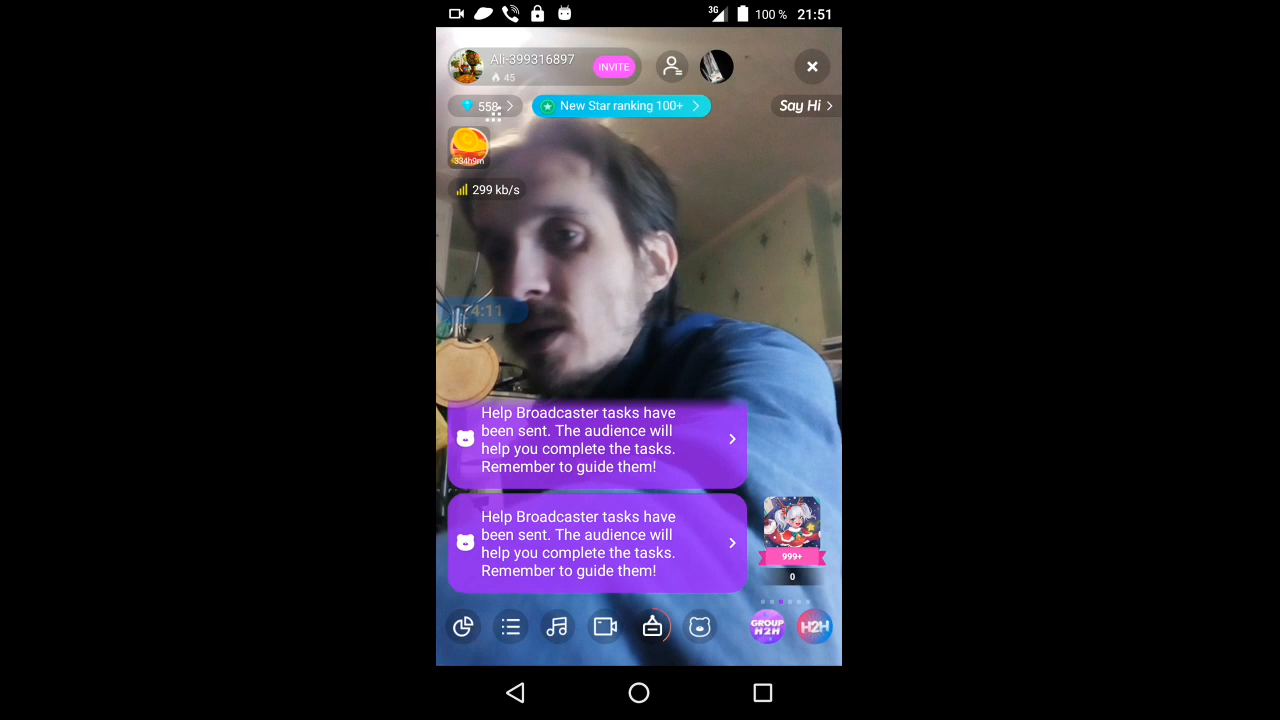 3G 100 % 21:51
Ali-399316897
INVITE
45
558
New Star ranking 100+
Say Hi
334h9m
299 kb/s
4:11
Help Broadcaster tasks have
been sent. The audience will
help you complete the tasks.
Remember to guide them!
Help Broadcaster tasks have
been sent. The audience will
help you complete the tasks.
Remember to guide them!
999+
0
GROUP
H2H
H2H